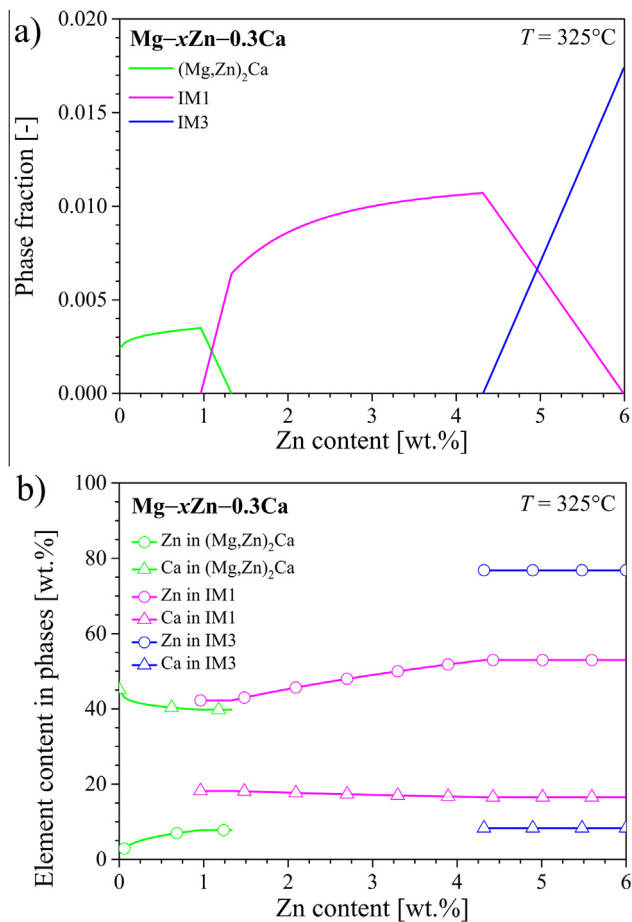 a)
Mg–xZn–0.3Ca
T = 325°C
(Mg,Zn)₂Ca
IM1
IM3
Phase fraction [-]
0.020
0.015
0.010
0.005
0.000
0 1 2 3 4 5 6
Zn content [wt.%]
b)
Mg–xZn–0.3Ca
T = 325°C
Zn in (Mg,Zn)₂Ca
Ca in (Mg,Zn)₂Ca
Zn in IM1
Ca in IM1
Zn in IM3
Ca in IM3
Element content in phases [wt.%]
100
80
60
40
20
0
0 1 2 3 4 5 6
Zn content [wt.%]